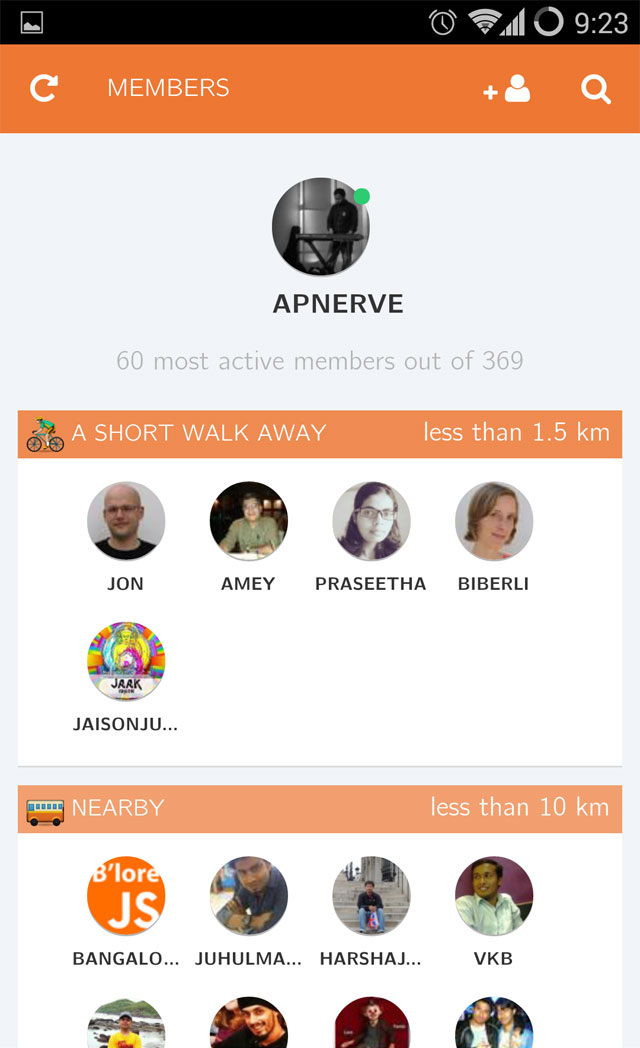 9:23
MEMBERS
APNERVE
60 most active members out of 369
A SHORT WALK AWAY less than 1.5 km
JON AMEY PRASEETHA BIBERLI
JAAK
JAISONJU...
NEARBY less than 10 km
B'lore
JS
BANGALO... JUHULMA... HARSHAJ... VKB